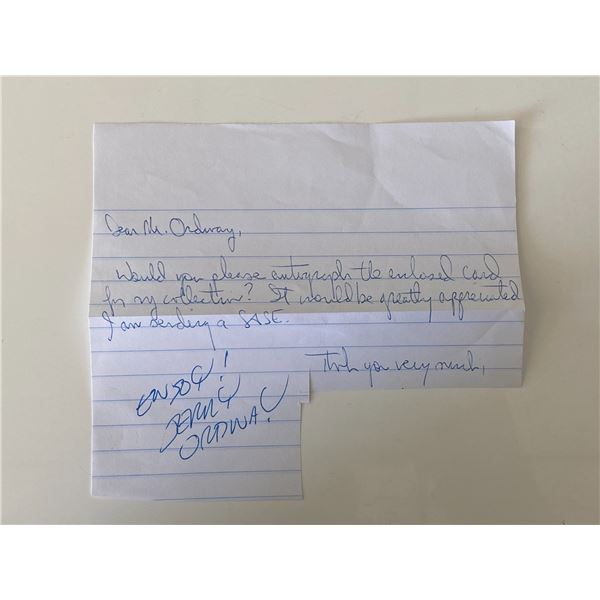 Dear Mr. Ordway,
Would you please autograph the enclosed card
for my collection? It would be greatly appreciated
I am sending a SASE.
Thank you very much,
ENJOY!
JERRY
ORDWAY